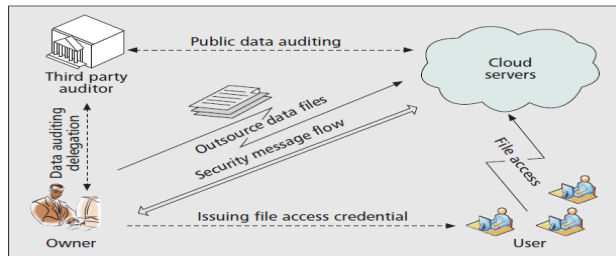 Public data auditing
Third party
auditor
Cloud
servers
Data auditing
delegation
Outsource data files
Security message flow
File access
Issuing file access credential
Owner
User